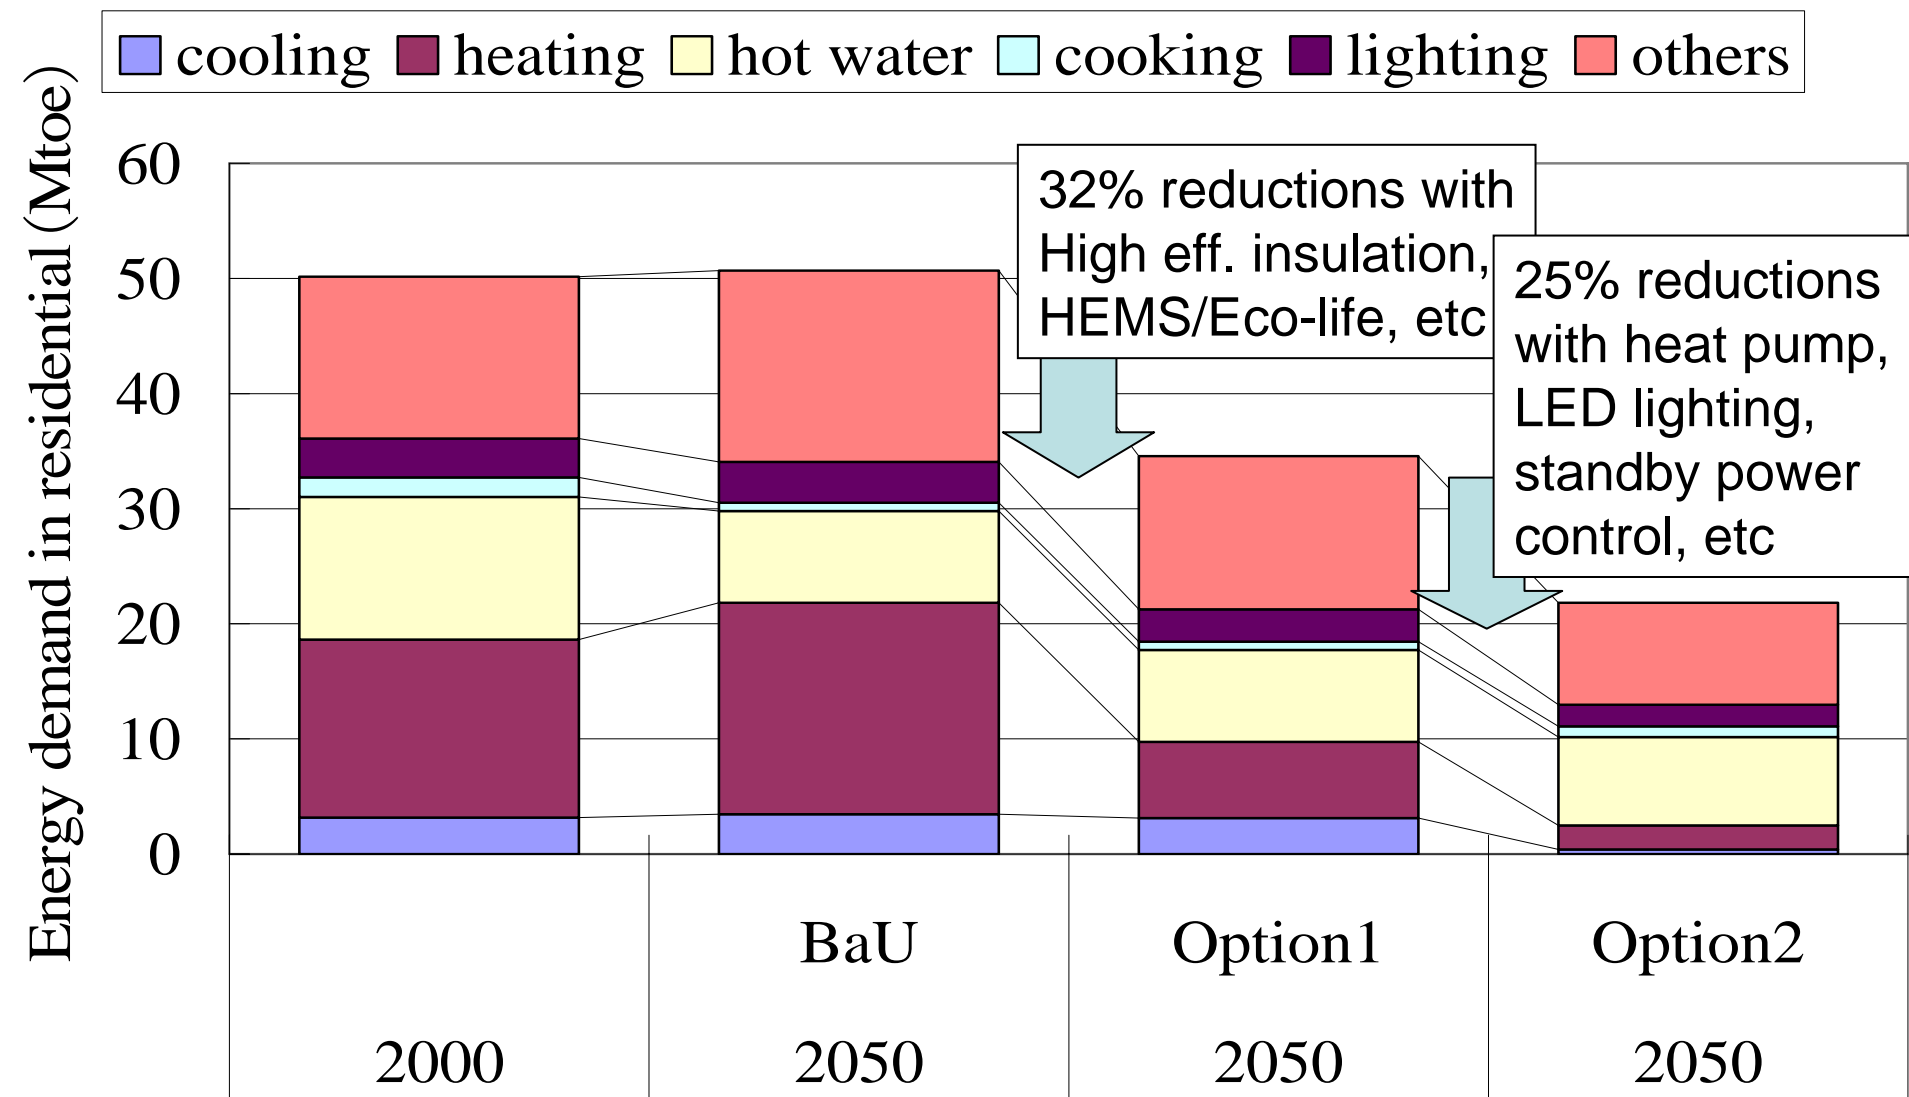 cooling heating hot water cooking lighting others
Energy demand in residential (Mtoe)
60
50
40
30
20
10
0
32% reductions with
High eff. insulation,
HEMS/Eco-life, etc
25% reductions
with heat pump,
LED lighting,
standby power
control, etc
BaU Option1 Option2
2000 2050 2050 2050